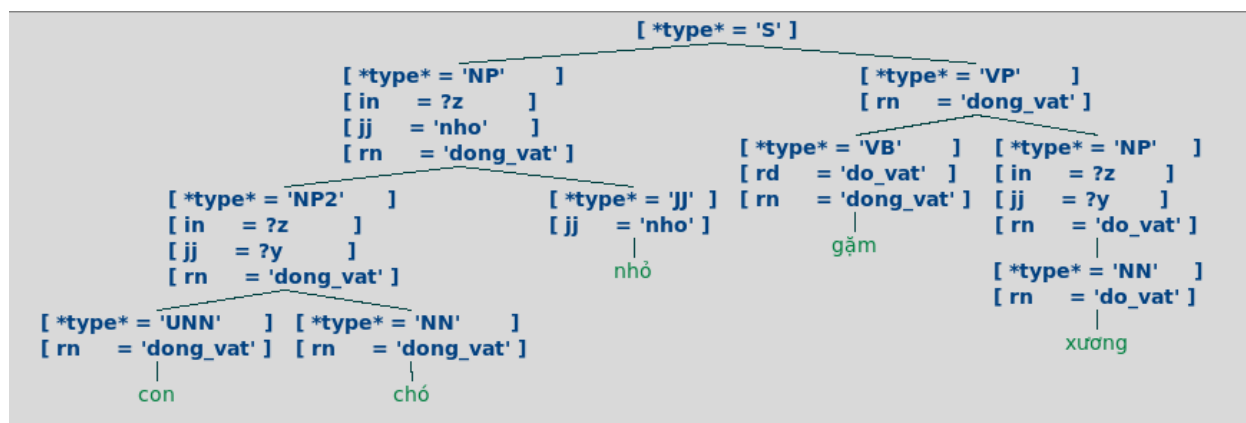 [ *type* = 'S' ]
[ *type* = 'NP' ] [ *type* = 'VP' ]
[ in = ?z ] [ rn = 'dong_vat' ]
[ jj = 'nho' ]
[ rn = 'dong_vat' ] [ *type* = 'VB' ] [ *type* = 'NP' ]
[ rd = 'do_vat' ] [ in = ?z ]
[ *type* = 'NP2' ] [ *type* = 'JJ' ] [ rn = 'dong_vat' ] [ jj = ?y ]
[ in = ?z ] [ jj = 'nho' ] [ rn = 'do_vat' ]
[ jj = ?y ] gặm
[ rn = 'dong_vat' ] nhỏ [ *type* = 'NN' ]
[ rn = 'do_vat' ]
[ *type* = 'UNN' ] [ *type* = 'NN' ]
[ rn = 'dong_vat' ] [ rn = 'dong_vat' ] xương
con chó